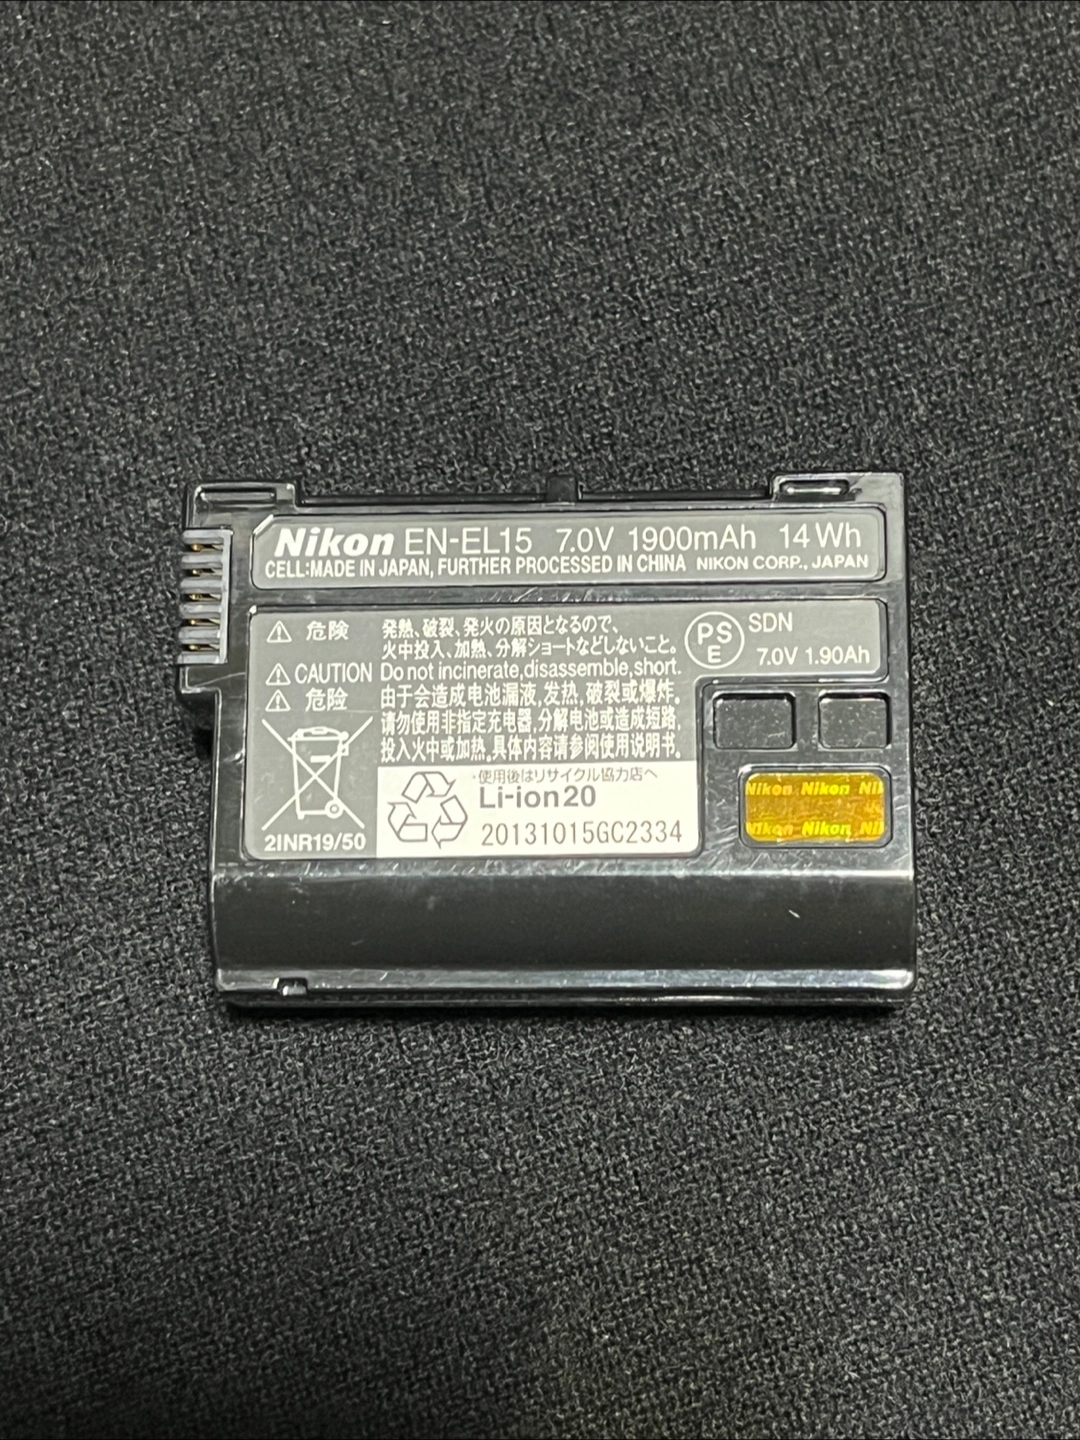 Nikon EN-EL15 7.0V 1900mAh 14Wh
CELL:MADE IN JAPAN, FURTHER PROCESSED IN CHINA NIKON CORP., JAPAN
危険 発熱、破裂、発火の原因となるので、
火中投入、加熱、分解ショートなどしないこと。
PS
E
SDN
7.0V 1.90Ah
CAUTION Do not incinerate,disassemble,short.
危险 由于会造成电池漏液,发热,破裂或爆炸。
请勿使用非指定充电器,分解电池或造成短路,
投入火中或加热。具体内容请参阅使用说明书。
2INR19/50
・使用後はリサイクル協力店へ
Li-ion20
20131015GC2334
Nikon Nikon Ni
Nikon Nikon Ni